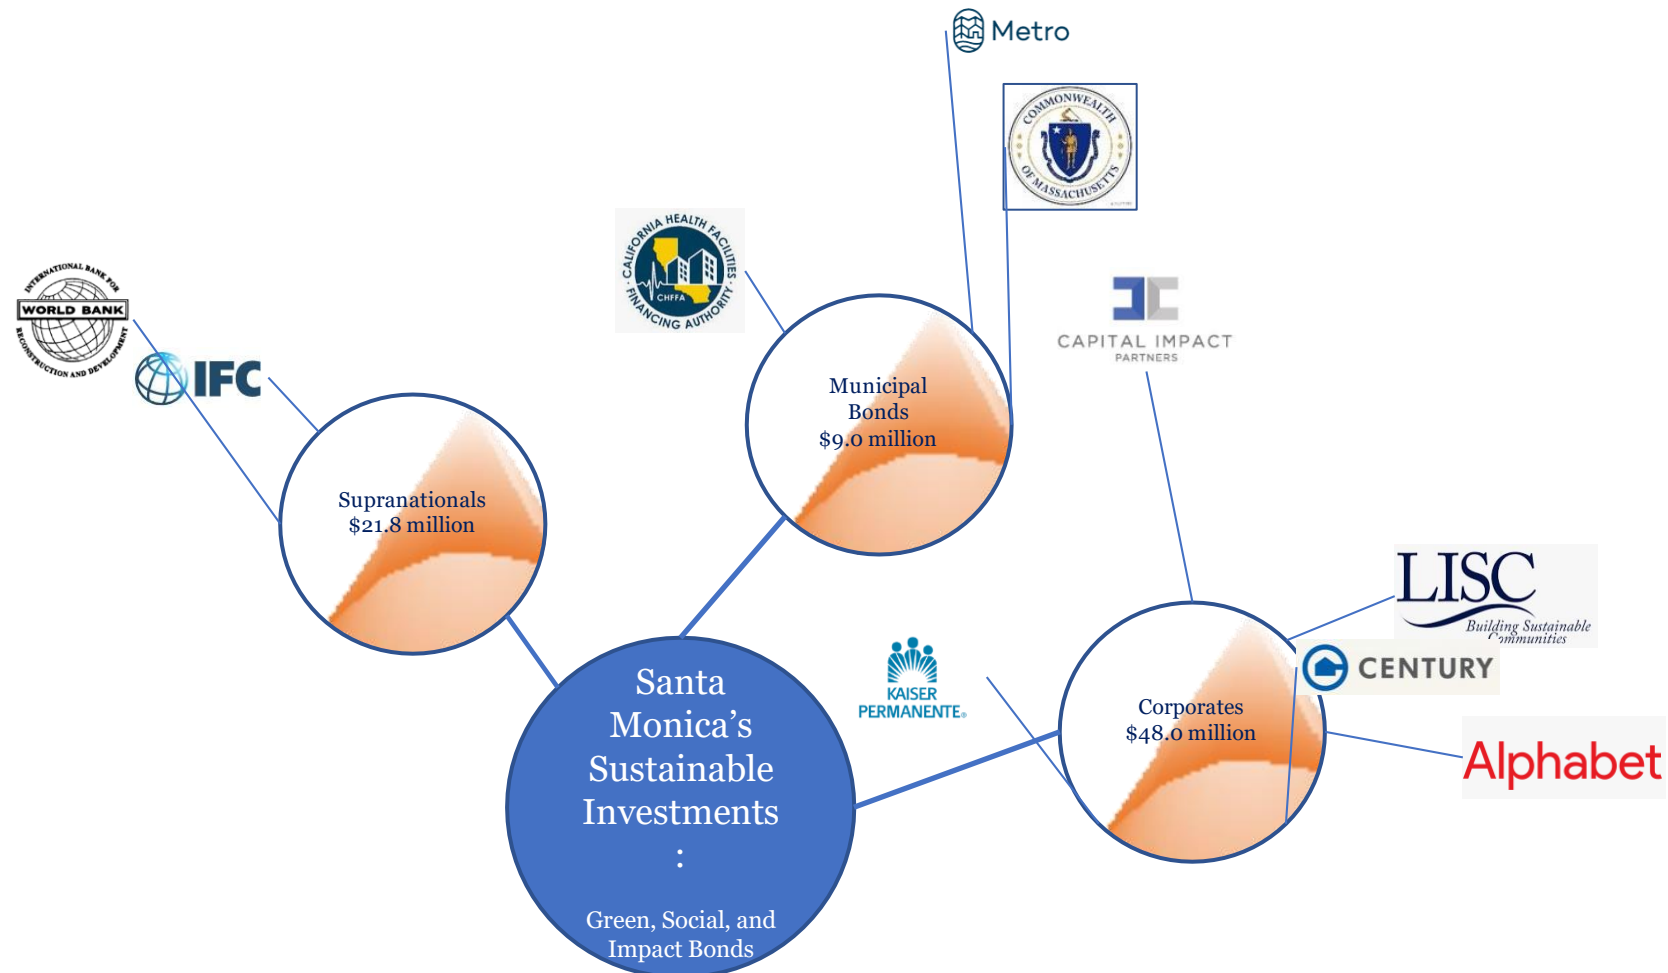 Metro
COMMONWEALTH
OF MASSACHUSETTS
CALIFORNIA HEALTH FACILITIES
FINANCING AUTHORITY
CHFFA
INTERNATIONAL BANK FOR
WORLD BANK
RECONSTRUCTION AND DEVELOPMENT
IFC
CAPITAL IMPACT
PARTNERS
Municipal
Bonds
$9.0 million
Supranationals
$21.8 million
LISC
Building Sustainable
Communities
CENTURY
KAISER
PERMANENTE®
Corporates
$48.0 million
Alphabet
Santa
Monica’s
Sustainable
Investments
:
Green, Social, and
Impact Bonds